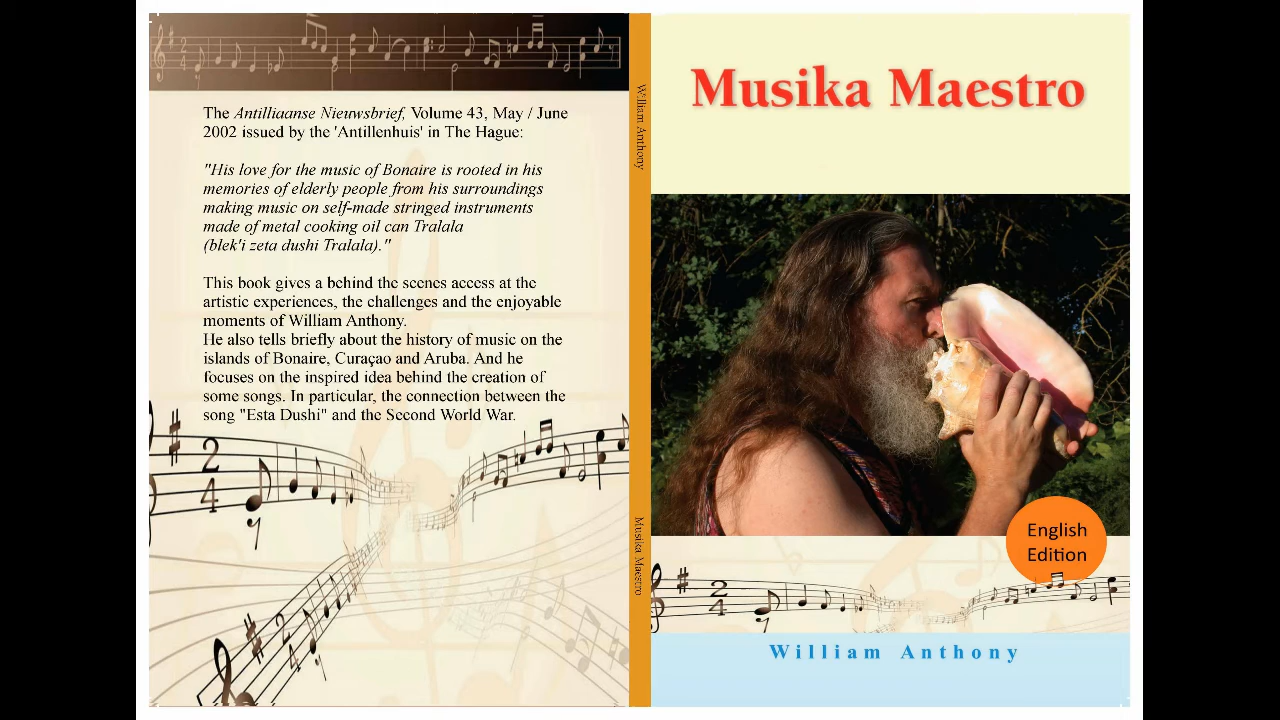 The Antilliaanse Nieuwsbrief, Volume 43, May / June
2002 issued by the 'Antillenhuis' in The Hague:
"His love for the music of Bonaire is rooted in his
memories of elderly people from his surroundings
making music on self-made stringed instruments
made of metal cooking oil can Tralala
(blek'i zeta dushi Tralala)."
This book gives a behind the scenes access at the
artistic experiences, the challenges and the enjoyable
moments of William Anthony.
He also tells briefly about the history of music on the
islands of Bonaire, Curaçao and Aruba. And he
focuses on the inspired idea behind the creation of
some songs. In particular, the connection between the
song "Esta Dushi" and the Second World War.
William Anthony
Musika Maestro
Musika Maestro
English
Edition
William Anthony